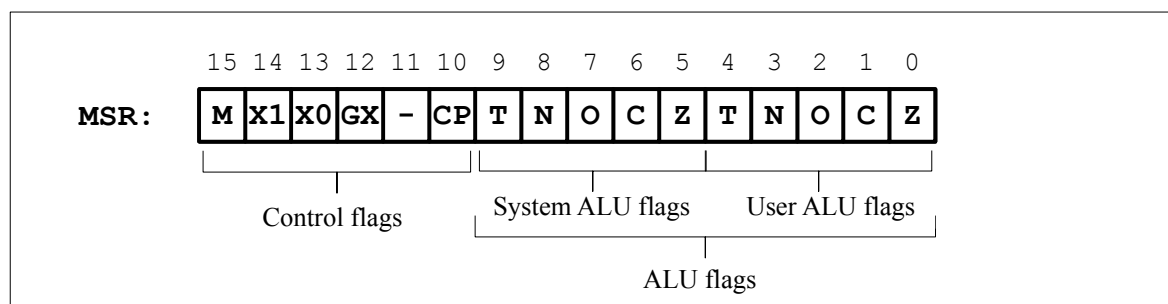 15 14 13 12 11 10 9 8 7 6 5 4 3 2 1 0
MSR: M X1 X0 GX - CP T N O C Z T N O C Z
Control flags System ALU flags User ALU flags
ALU flags